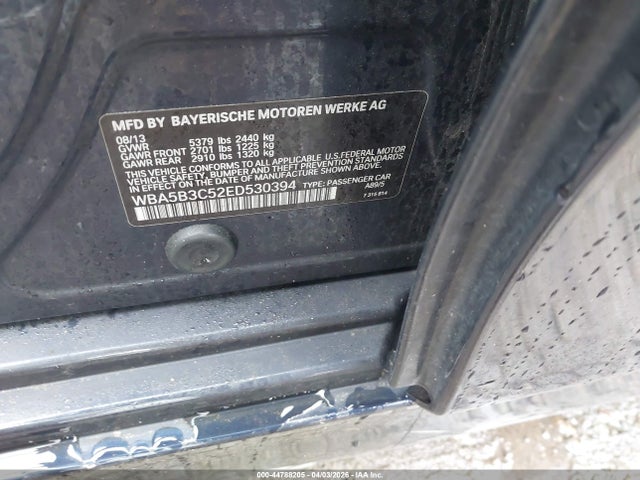 MFD BY BAYERISCHE MOTOREN WERKE AG
08/13
GVWR 5379 lbs 2440 kg
GAWR FRONT 2701 lbs 1225 kg
GAWR REAR 2910 lbs 1320 kg
THIS VEHICLE CONFORMS TO ALL APPLICABLE U.S.FEDERAL MOTOR
VEHICLE SAFETY, BUMPER, AND THEFT PREVENTION STANDARDS
IN EFFECT ON THE DATE OF MANUFACTURE SHOWN ABOVE.
WBA5B3C52ED530394 TYPE: PASSENGER CAR
A89/5
7 316 814
000-44788205 - 04/03/2026 - IAA Inc.